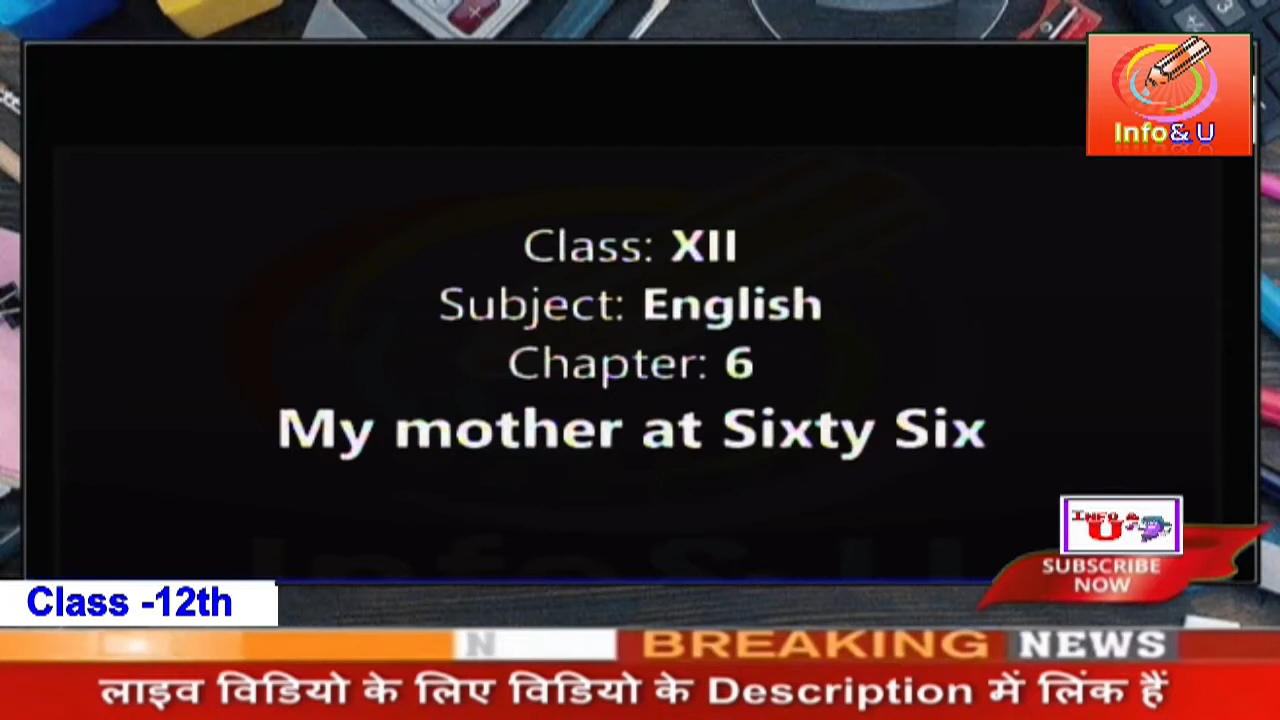 Info& U
Class: XII
Subject: English
Chapter: 6
My mother at Sixty Six
INFO &
U
SUBSCRIBE
NOW
Class -12th
N
BREAKING NEWS
लाइव विडियो के लिए विडियो के Description में लिंक हैं